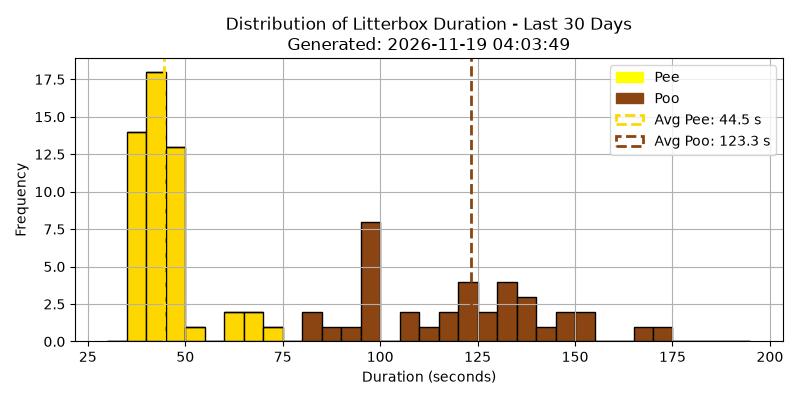 Distribution of Litterbox Duration - Last 30 Days
Generated: 2026-11-19 04:03:49
Pee
Poo
Avg Pee: 44.5 s
Avg Poo: 123.3 s
Frequency
17.5
15.0
12.5
10.0
7.5
5.0
2.5
0.0
25 50 75 100 125 150 175 200
Duration (seconds)